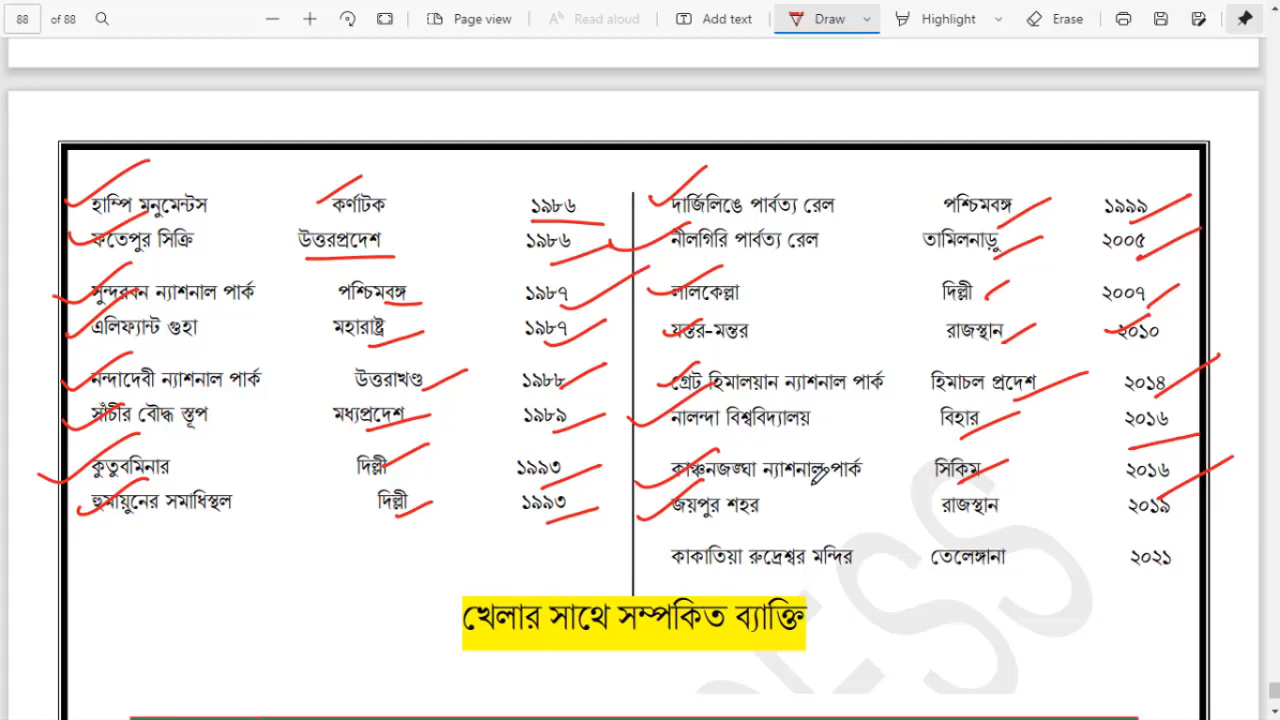 88 of 88 Page view Read aloud Add text Draw Highlight Erase
হাম্পি মনুমেন্টস কর্ণাটক ১৯৮৬
ফতেপুর সিক্রি উত্তরপ্রদেশ ১৯৮৬
সুন্দরবন ন্যাশনাল পার্ক পশ্চিমবঙ্গ ১৯৮৭
এলিফ্যান্ট গুহা মহারাষ্ট্র ১৯৮৭
নন্দাদেবী ন্যাশনাল পার্ক উত্তরাখণ্ড ১৯৮৮
সাঁচীর বৌদ্ধ স্তূপ মধ্যপ্রদেশ ১৯৮৯
কুতুবমিনার দিল্লী ১৯৯৩
হুমায়ুনের সমাধিস্থল দিল্লী ১৯৯৩
দার্জিলিঙে পার্বত্য রেল পশ্চিমবঙ্গ ১৯৯৯
নীলগিরি পার্বত্য রেল তামিলনাড়ু ২০০৫
লালকেল্লা দিল্লী ২০০৭
যন্তর-মন্তর রাজস্থান ২০১০
গ্রেট হিমালয়ান ন্যাশনাল পার্ক হিমাচল প্রদেশ ২০১৪
নালন্দা বিশ্ববিদ্যালয় বিহার ২০১৬
কাঞ্চনজঙ্ঘা ন্যাশনাল পার্ক সিকিম ২০১৬
জয়পুর শহর রাজস্থান ২০১৯
কাকাতিয়া রুদ্রেশ্বর মন্দির তেলেঙ্গানা ২০২১
খেলার সাথে সম্পকিত ব্যাক্তি